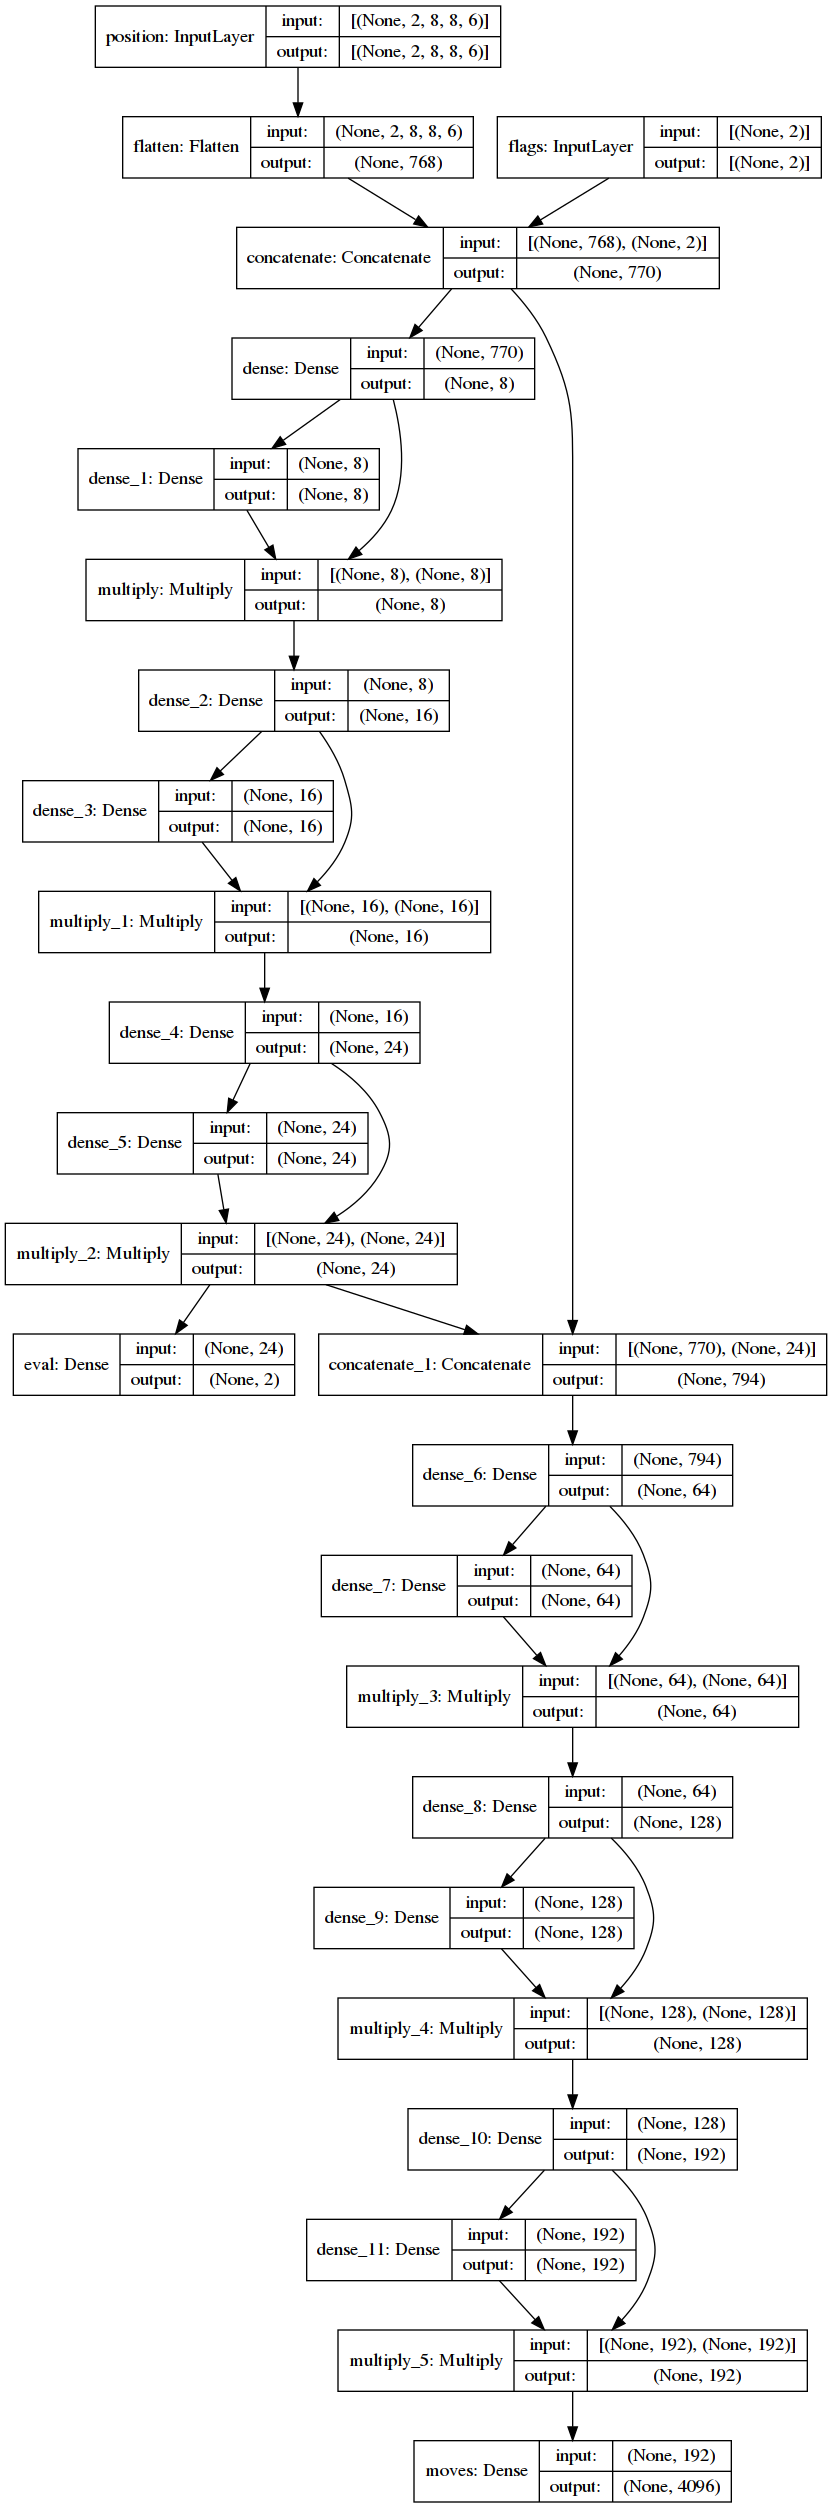 position: InputLayer
input:
[(None, 2, 8, 8, 6)]
output:
[(None, 2, 8, 8, 6)]
flatten: Flatten
input:
(None, 2, 8, 8, 6)
output:
(None, 768)
flags: InputLayer
input:
[(None, 2)]
output:
[(None, 2)]
concatenate: Concatenate
input:
[(None, 768), (None, 2)]
output:
(None, 770)
dense: Dense
input:
(None, 770)
output:
(None, 8)
dense_1: Dense
input:
(None, 8)
output:
(None, 8)
multiply: Multiply
input:
[(None, 8), (None, 8)]
output:
(None, 8)
dense_2: Dense
input:
(None, 8)
output:
(None, 16)
dense_3: Dense
input:
(None, 16)
output:
(None, 16)
multiply_1: Multiply
input:
[(None, 16), (None, 16)]
output:
(None, 16)
dense_4: Dense
input:
(None, 16)
output:
(None, 24)
dense_5: Dense
input:
(None, 24)
output:
(None, 24)
multiply_2: Multiply
input:
[(None, 24), (None, 24)]
output:
(None, 24)
eval: Dense
input:
(None, 24)
output:
(None, 2)
concatenate_1: Concatenate
input:
[(None, 770), (None, 24)]
output:
(None, 794)
dense_6: Dense
input:
(None, 794)
output:
(None, 64)
dense_7: Dense
input:
(None, 64)
output:
(None, 64)
multiply_3: Multiply
input:
[(None, 64), (None, 64)]
output:
(None, 64)
dense_8: Dense
input:
(None, 64)
output:
(None, 128)
dense_9: Dense
input:
(None, 128)
output:
(None, 128)
multiply_4: Multiply
input:
[(None, 128), (None, 128)]
output:
(None, 128)
dense_10: Dense
input:
(None, 128)
output:
(None, 192)
dense_11: Dense
input:
(None, 192)
output:
(None, 192)
multiply_5: Multiply
input:
[(None, 192), (None, 192)]
output:
(None, 192)
moves: Dense
input:
(None, 192)
output:
(None, 4096)